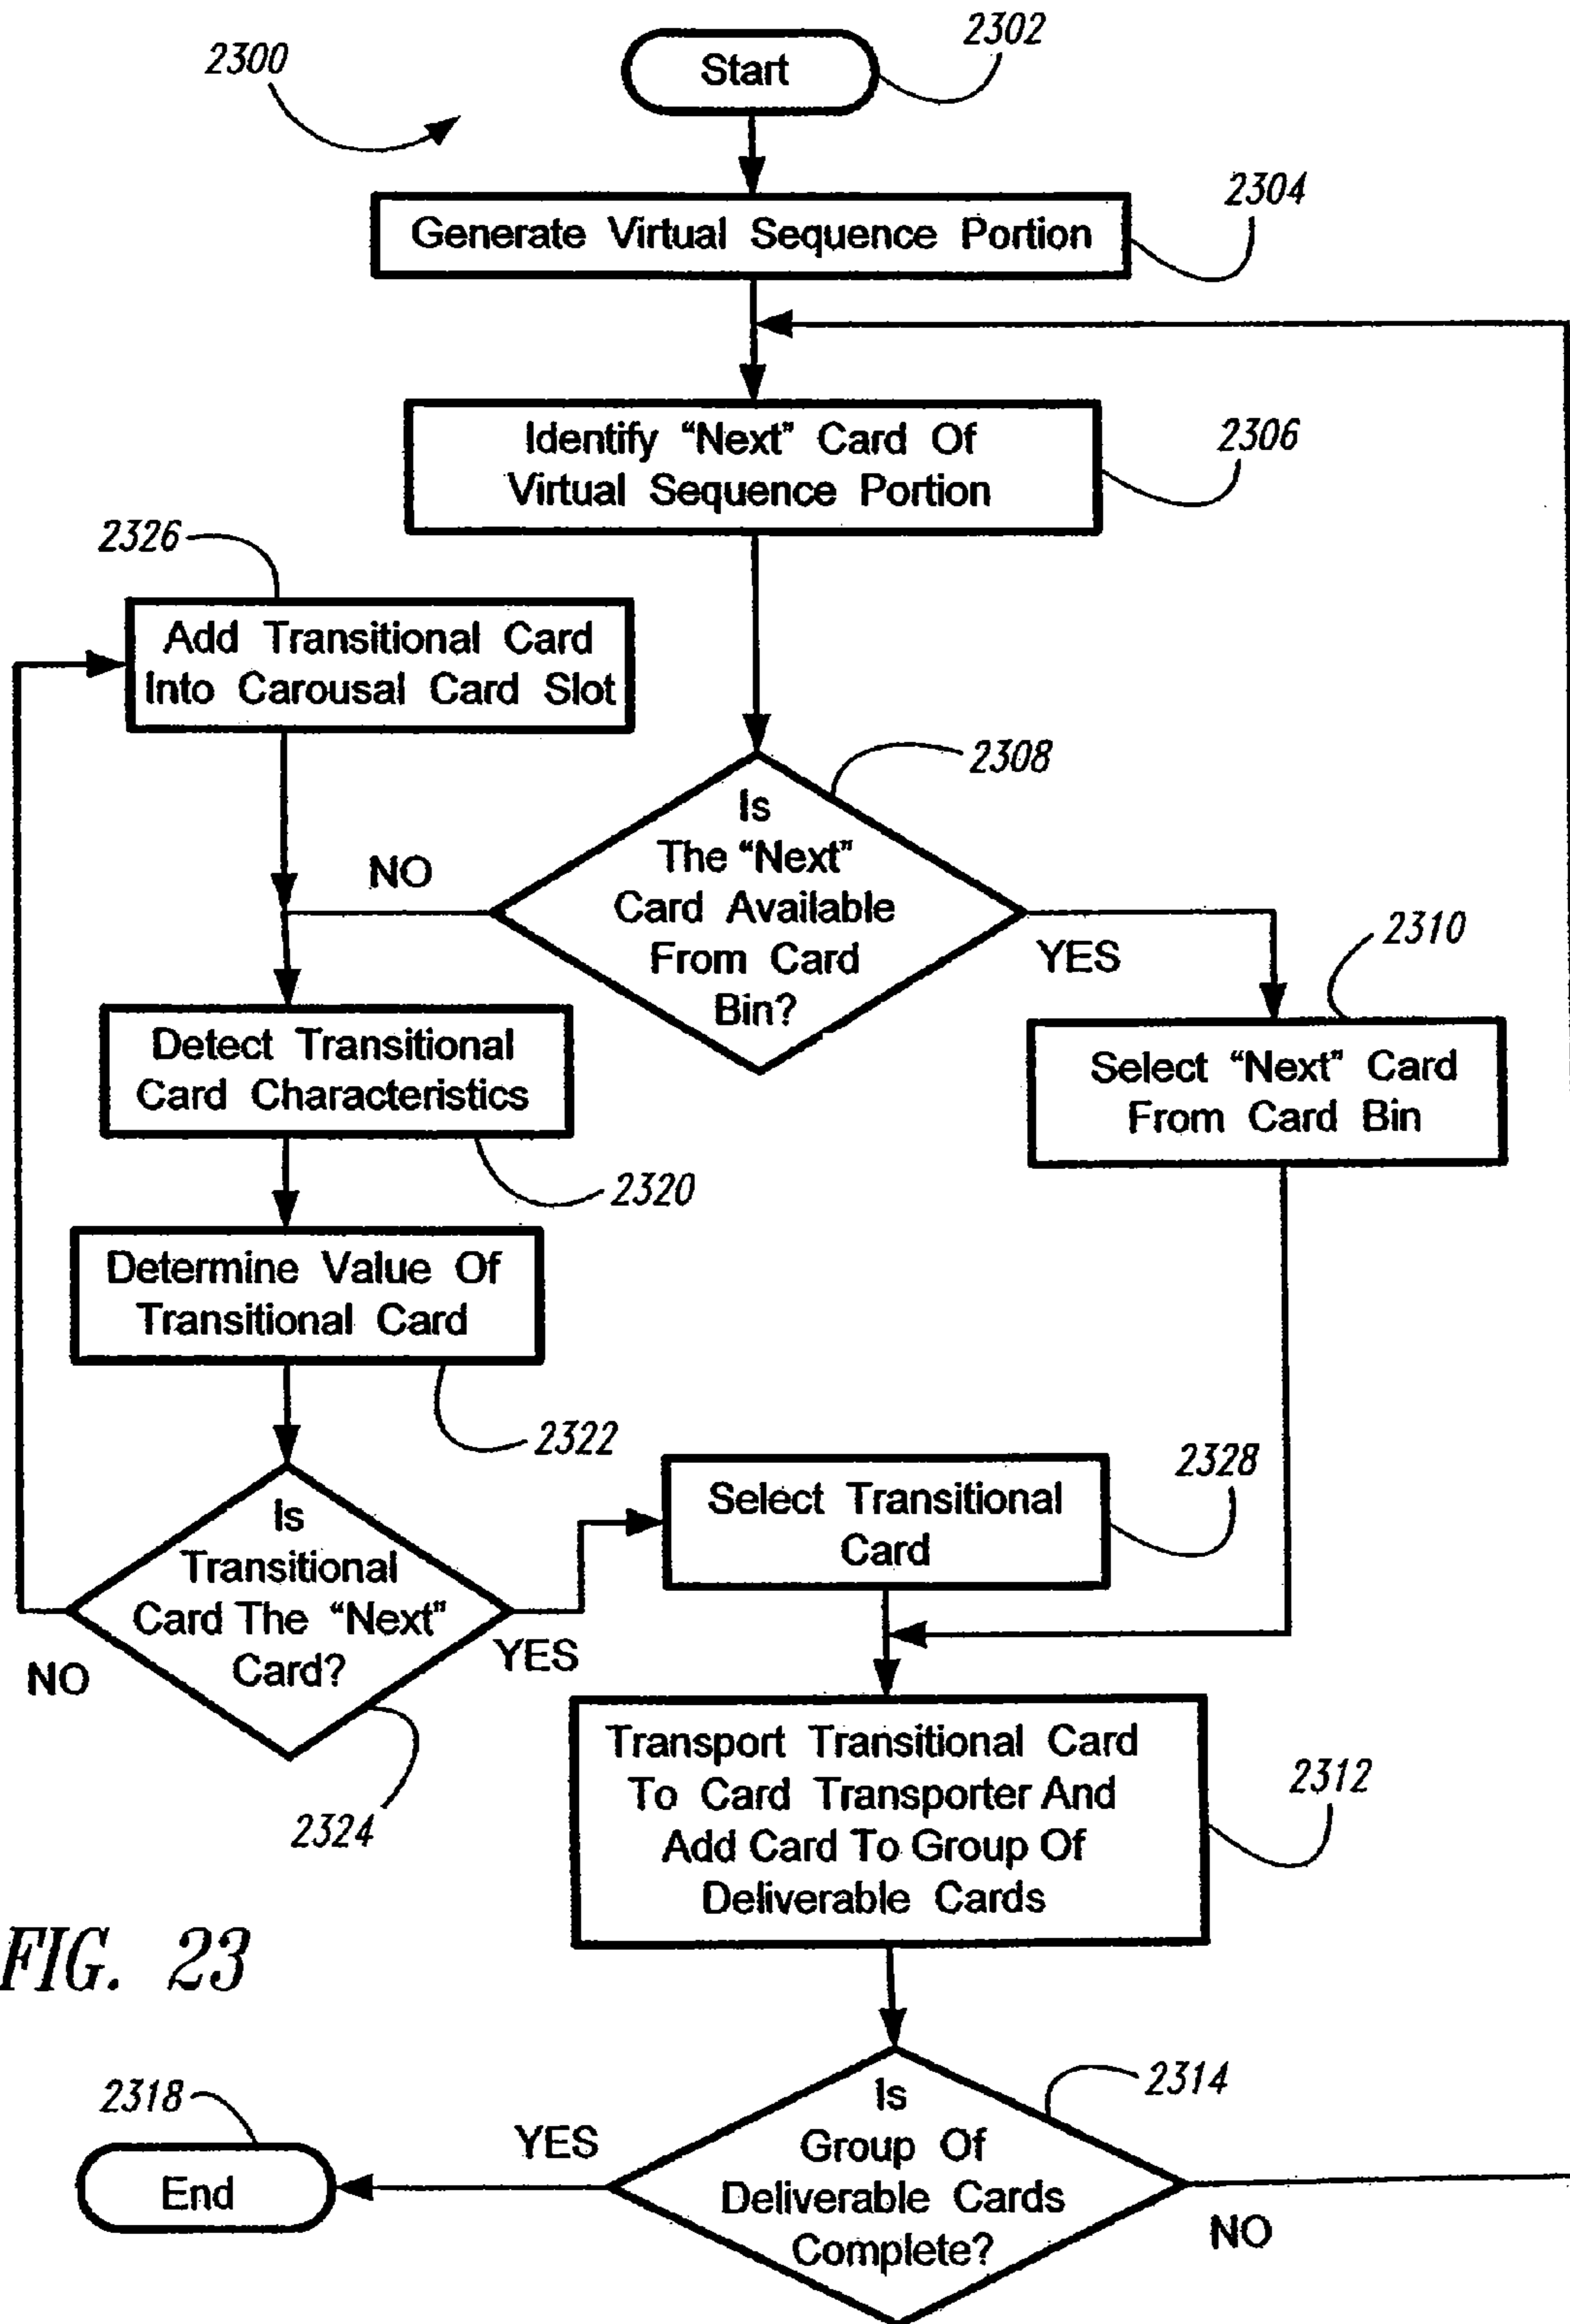 2300
Start
2302
Generate Virtual Sequence Portion
2304
Identify “Next” Card Of
Virtual Sequence Portion
2306
2326
Add Transitional Card
Into Carousal Card Slot
Is
The “Next”
Card Available
From Card
Bin?
2308
NO
YES
2310
Select “Next” Card
From Card Bin
Detect Transitional
Card Characteristics
2320
Determine Value Of
Transitional Card
2322
Is
Transitional
Card The “Next”
Card?
NO
YES
2324
Select Transitional
Card
2328
Transport Transitional Card
To Card Transporter And
Add Card To Group Of
Deliverable Cards
2312
FIG. 23
Is
Group Of
Deliverable Cards
Complete?
2314
YES
NO
2318
End